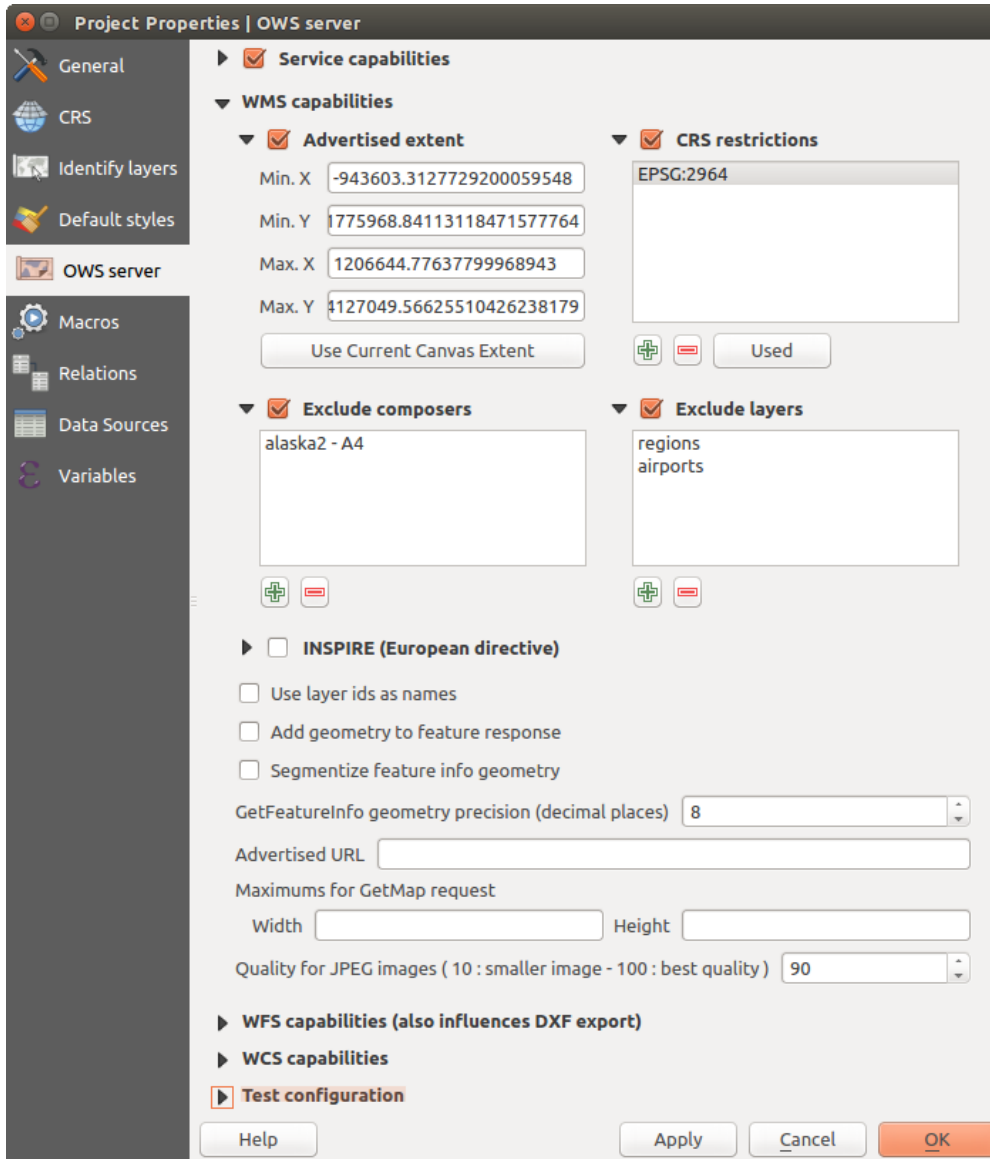 Project Properties | OWS server
General
CRS
Identify layers
Default styles
OWS server
Macros
Relations
Data Sources
Variables
Service capabilities
WMS capabilities
Advertised extent
Min. X -943603.3127729200059548
Min. Y 1775968.84113118471577764
Max. X 1206644.77637799968943
Max. Y 4127049.56625510426238179
Use Current Canvas Extent
CRS restrictions
EPSG:2964
Used
Exclude composers
alaska2 - A4
Exclude layers
regions
airports
INSPIRE (European directive)
Use layer ids as names
Add geometry to feature response
Segmentize feature info geometry
GetFeatureInfo geometry precision (decimal places) 8
Advertised URL
Maximums for GetMap request
Width Height
Quality for JPEG images ( 10 : smaller image - 100 : best quality ) 90
WFS capabilities (also influences DXF export)
WCS capabilities
Test configuration
Help Apply Cancel OK